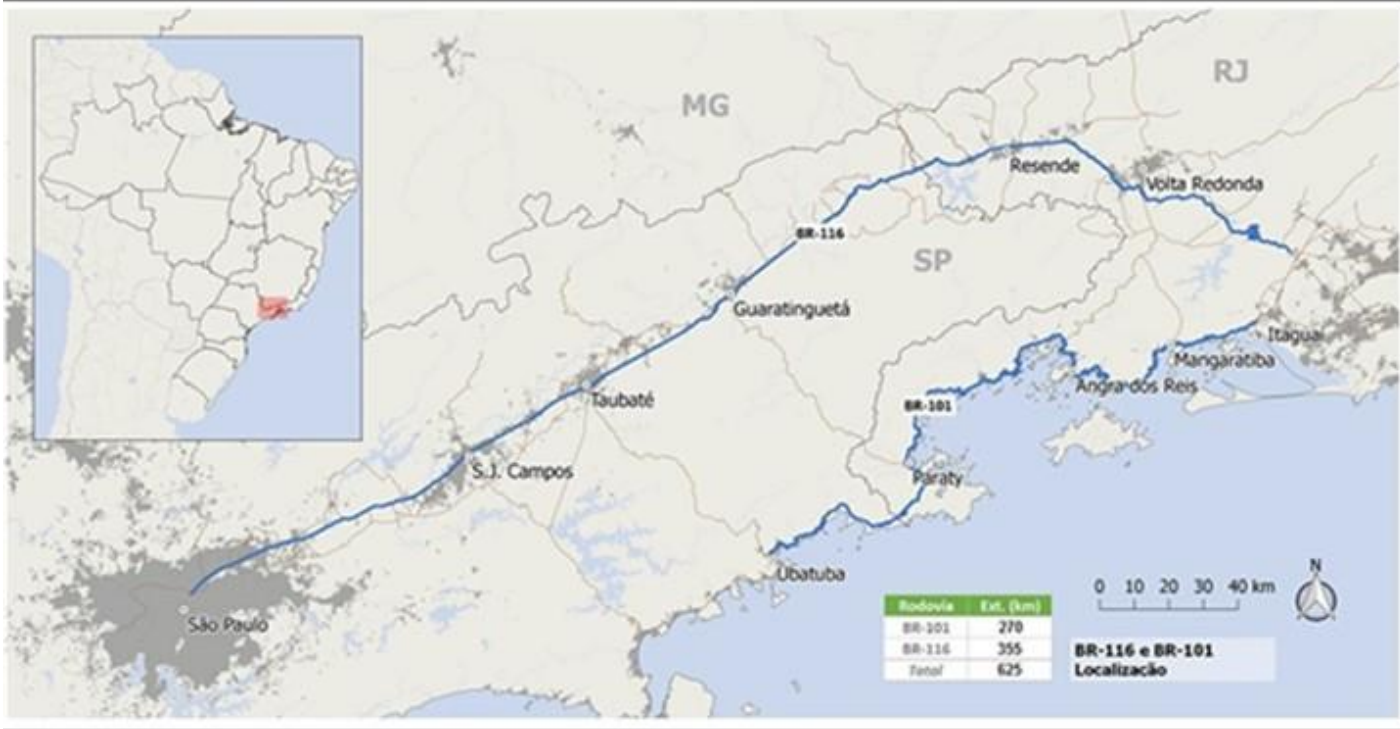 MG
RJ
Resende
Volta Redonda
BR-116
SP
Guaratinguetá
Itaguaí
Mangaratiba
Angra dos Reis
Taubaté
BR-101
S.J. Campos
Paraty
Ubatuba
São Paulo
N
0 10 20 30 40 km
Rodovia Ext. (km)
BR-101 270
BR-116 355
Total 625
BR-116 e BR-101
Localização